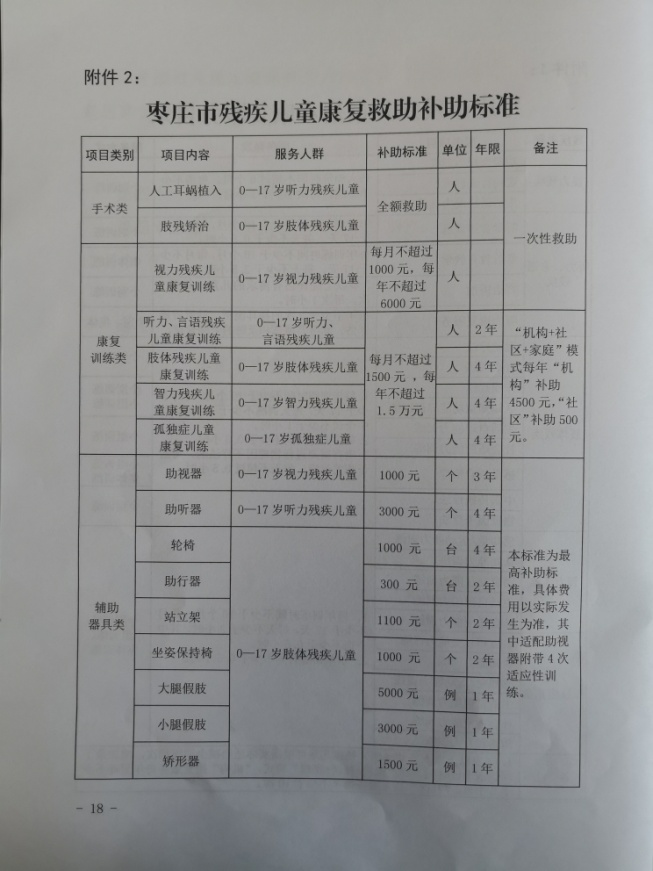 附件 2：
枣庄市残疾儿童康复救助补助标准
项目类别 项目内容 服务人群 补助标准 单位 年限 备注
手术类
人工耳蜗植入 0—17 岁听力残疾儿童 全额救助 人
肢残矫治 0—17 岁肢体残疾儿童 人
一次性救助
康复
训练类
视力残疾儿
童康复训练
0—17 岁视力残疾儿童
每月不超过
1000 元，每
年不超过
6000 元
人
听力、言语残疾
儿童康复训练
0—17 岁听力、
言语残疾儿童
人 2 年
肢体残疾儿童
康复训练
0—17 岁肢体残疾儿童
人 4 年
每月不超过
1500 元 ，每
年不超过
1.5 万元
智力残疾儿
童康复训练
0—17 岁智力残疾儿童
人 4 年
孤独症儿童
康复训练
0—17 岁孤独症儿童
人 4 年
“机构+社
区+家庭”模
式每年“机
构”补助
4500 元,“社
区”补助 500
元。
辅助
器具类
助视器 0—17 岁视力残疾儿童 1000 元 个 3 年
助听器 0—17 岁听力残疾儿童 3000 元 个 4 年
轮椅 1000 元 台 4 年
助行器 300 元 台 2 年
站立架 1100 元 个 2 年
坐姿保持椅 0—17 岁肢体残疾儿童 1000 元 个 2 年
大腿假肢 5000 元 例 1 年
小腿假肢 3000 元 例 1 年
矫形器 1500 元 例 1 年
本标准为最
高补助标
准，具体费
用以实际发
生为准，其
中适配助视
器附带 4 次
适应性训
练。
- 18 -